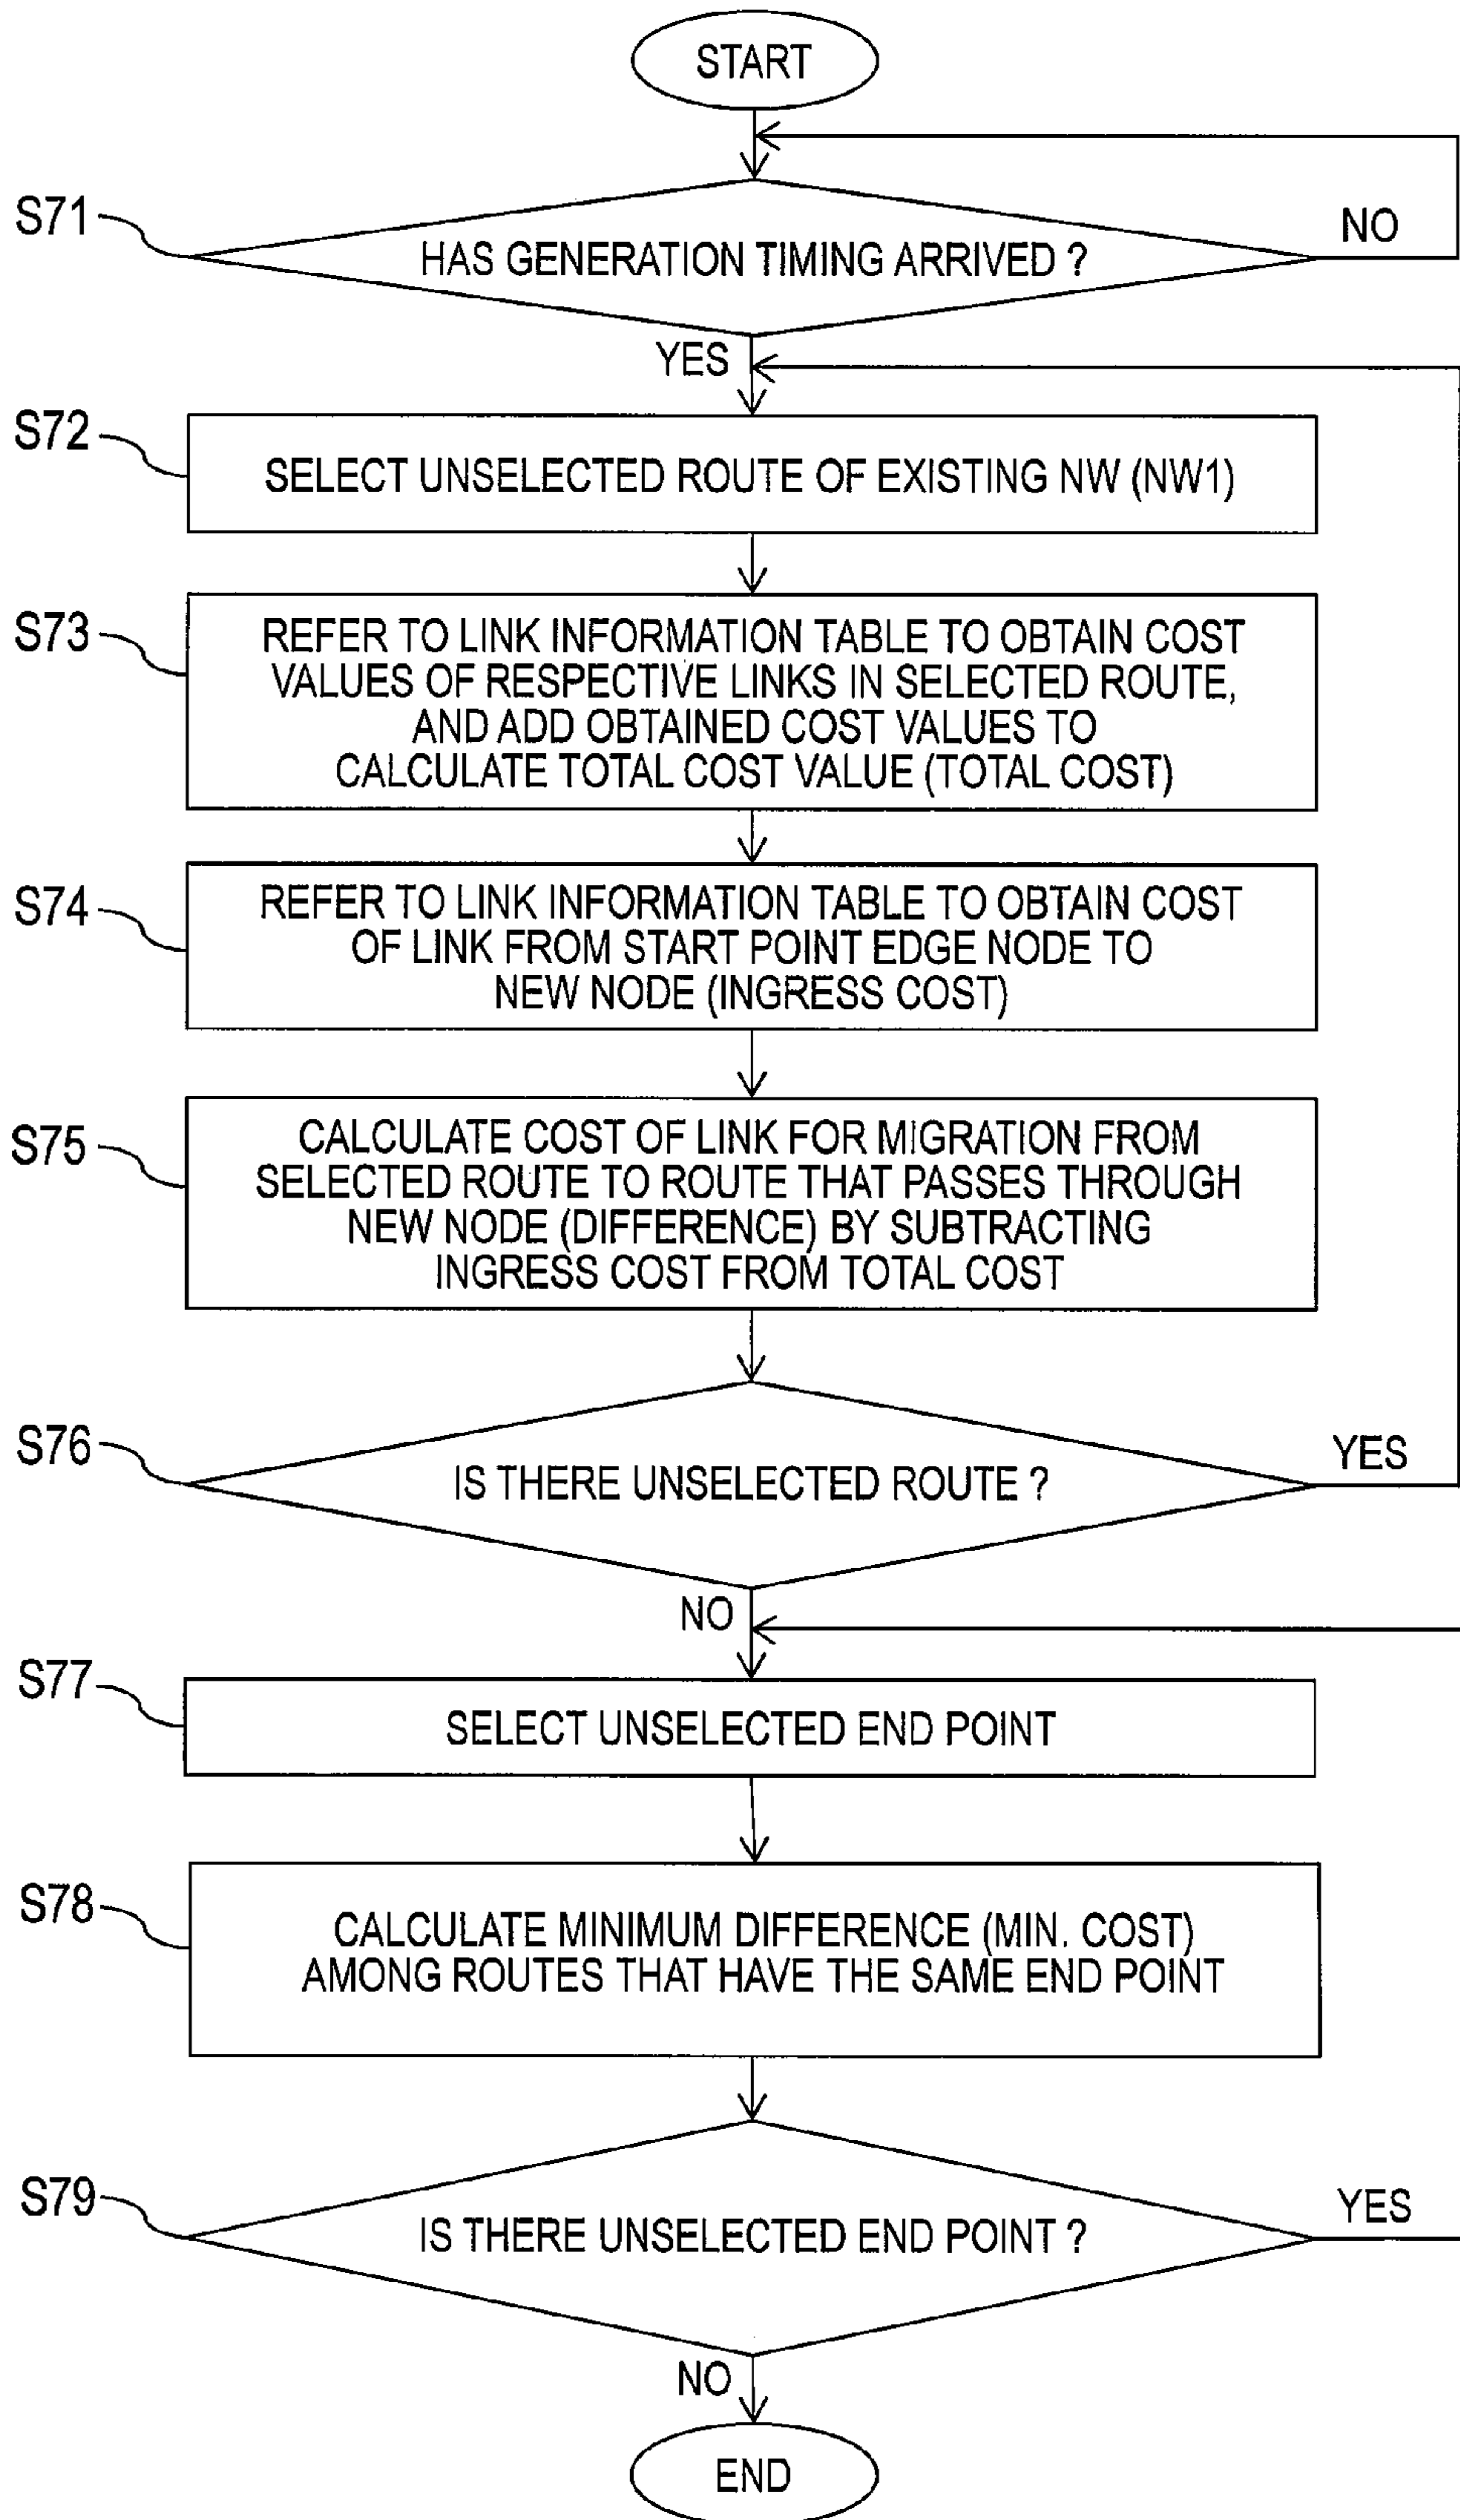 START
S71
HAS GENERATION TIMING ARRIVED ?
NO
YES
S72
SELECT UNSELECTED ROUTE OF EXISTING NW (NW1)
S73
REFER TO LINK INFORMATION TABLE TO OBTAIN COST
VALUES OF RESPECTIVE LINKS IN SELECTED ROUTE,
AND ADD OBTAINED COST VALUES TO
CALCULATE TOTAL COST VALUE (TOTAL COST)
S74
REFER TO LINK INFORMATION TABLE TO OBTAIN COST
OF LINK FROM START POINT EDGE NODE TO
NEW NODE (INGRESS COST)
S75
CALCULATE COST OF LINK FOR MIGRATION FROM
SELECTED ROUTE TO ROUTE THAT PASSES THROUGH
NEW NODE (DIFFERENCE) BY SUBTRACTING
INGRESS COST FROM TOTAL COST
S76
IS THERE UNSELECTED ROUTE ?
YES
NO
S77
SELECT UNSELECTED END POINT
S78
CALCULATE MINIMUM DIFFERENCE (MIN. COST)
AMONG ROUTES THAT HAVE THE SAME END POINT
S79
IS THERE UNSELECTED END POINT ?
YES
NO
END